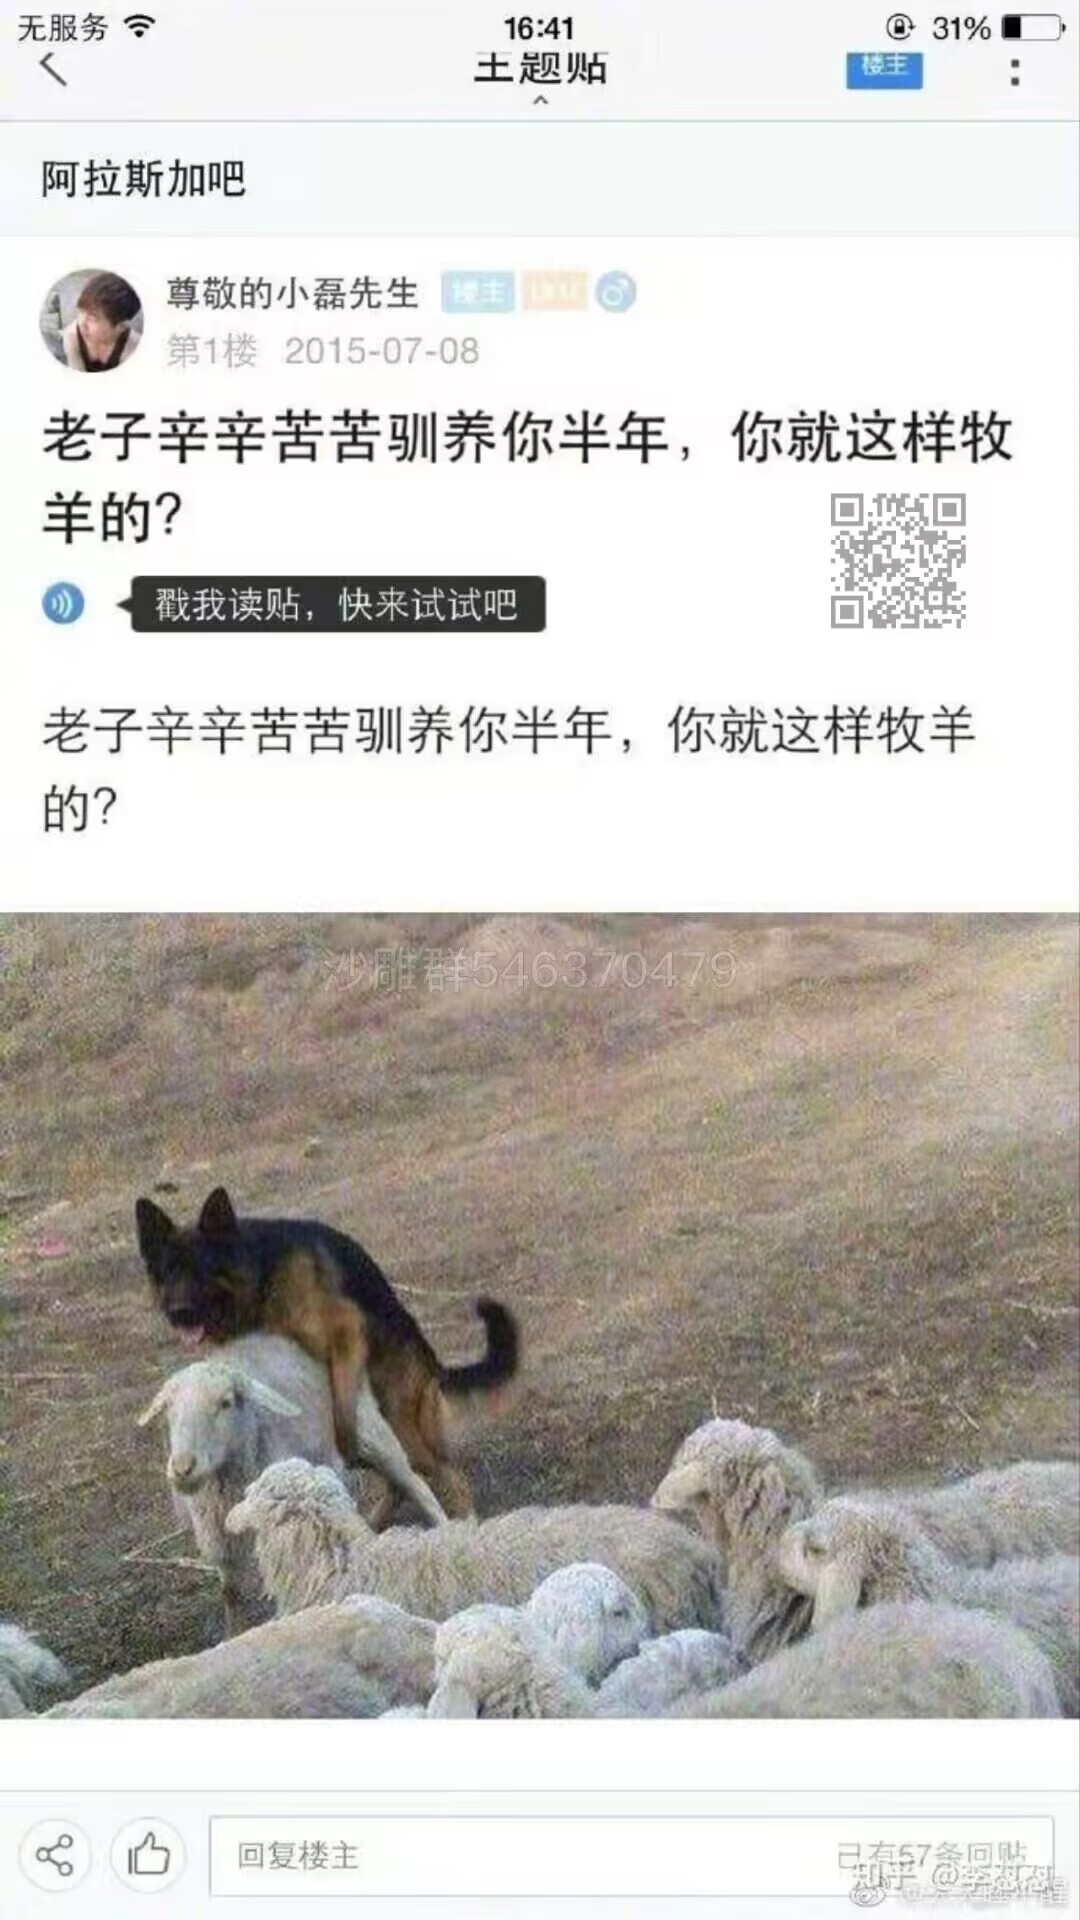 无服务 16:41 31%
主题贴 楼主
阿拉斯加吧
尊敬的小磊先生 楼主
第1楼 2015-07-08
老子辛辛苦苦驯养你半年，你就这样牧
羊的？
戳我读贴，快来试试吧
老子辛辛苦苦驯养你半年，你就这样牧羊
的？
沙雕群546370479
回复楼主 已有57条回贴
知乎